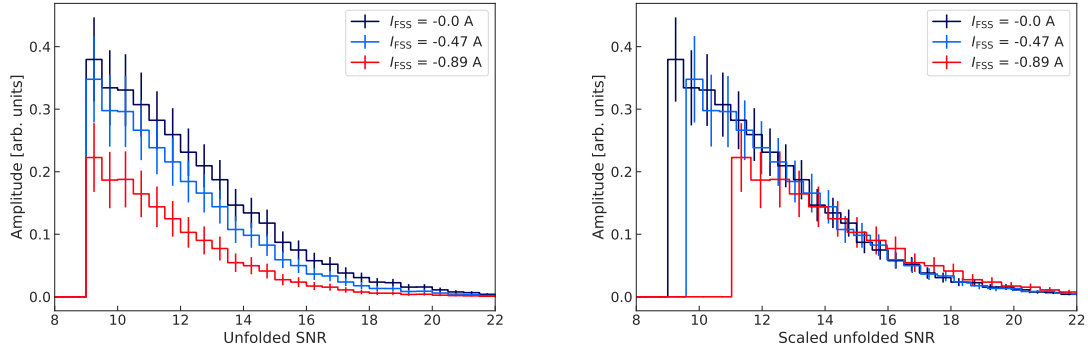 I_FSS = -0.0 A
I_FSS = -0.47 A
I_FSS = -0.89 A
Amplitude [arb. units]
0.4
0.3
0.2
0.1
0.0
8 10 12 14 16 18 20 22
Unfolded SNR
I_FSS = -0.0 A
I_FSS = -0.47 A
I_FSS = -0.89 A
Amplitude [arb. units]
0.4
0.3
0.2
0.1
0.0
8 10 12 14 16 18 20 22
Scaled unfolded SNR